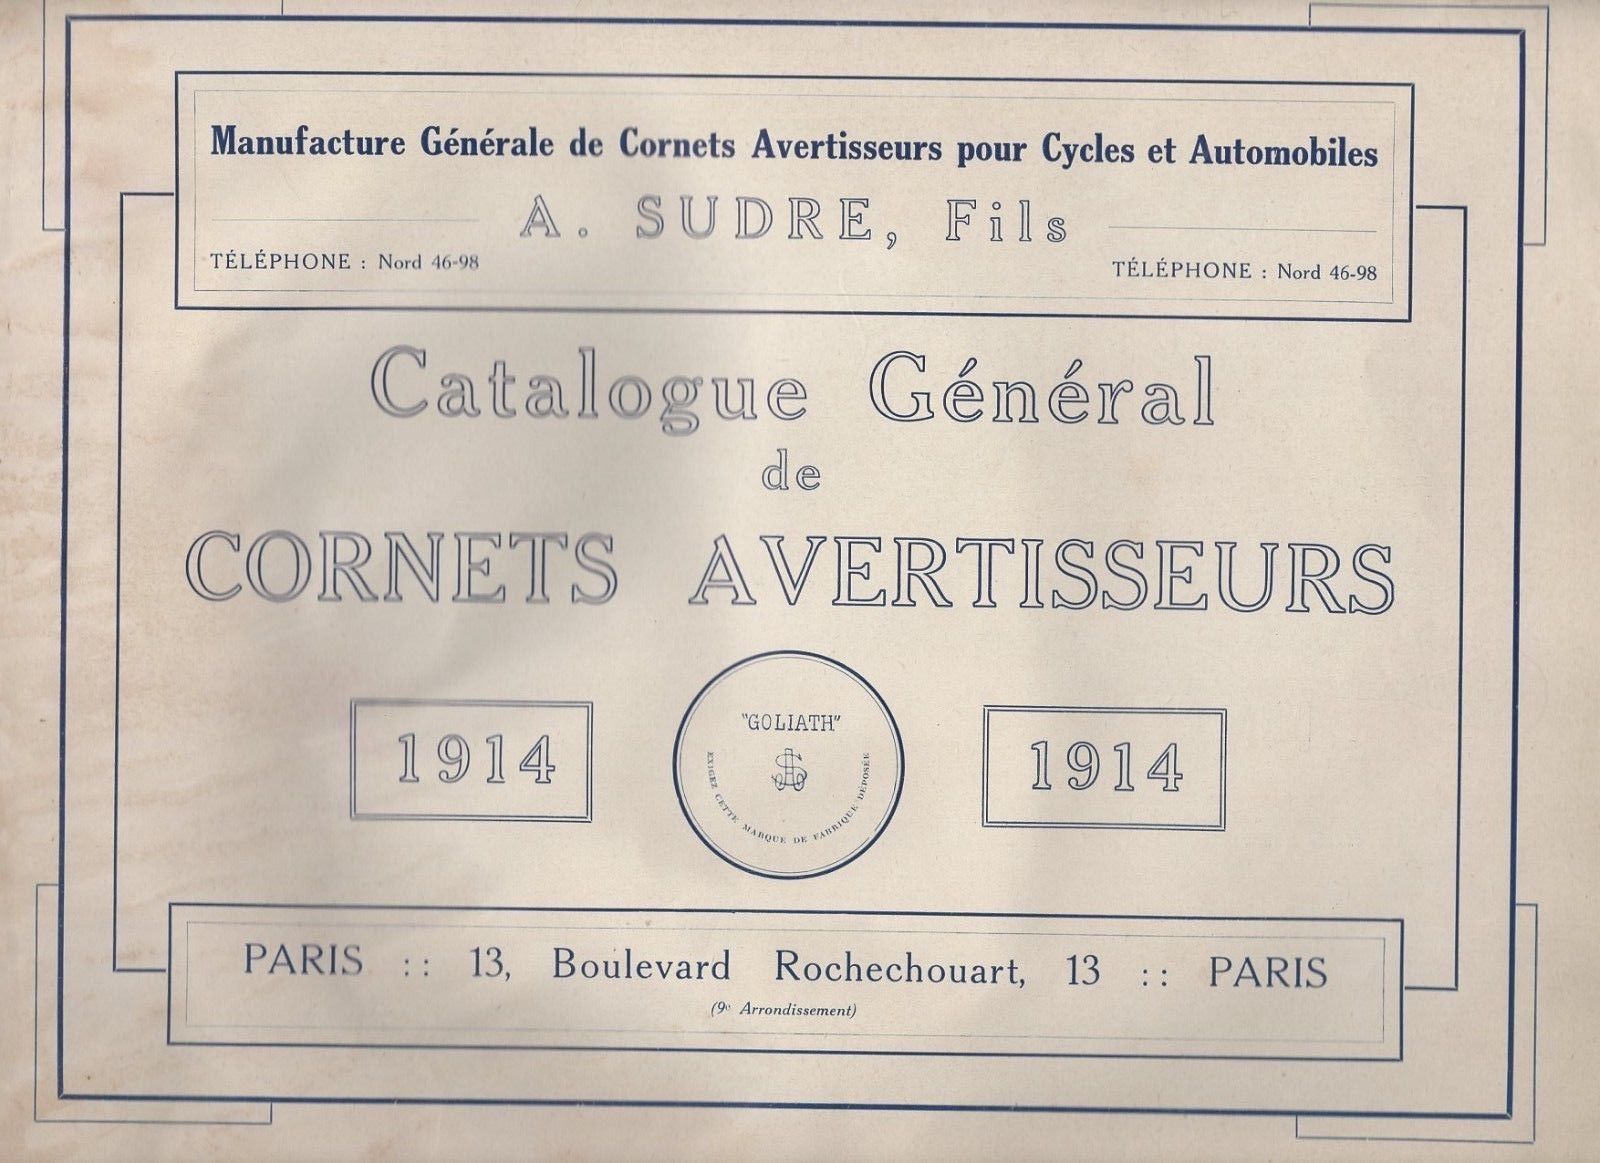 Manufacture Générale de Cornets Avertisseurs pour Cycles et Automobiles
A. SUDRE, Fils
TÉLÉPHONE : Nord 46-98 TÉLÉPHONE : Nord 46-98
Catalogue Général
de
CORNETS AVERTISSEURS
1914 1914
"GOLIATH"
EXIGEZ CETTE MARQUE DE FABRIQUE DÉPOSÉE
PARIS :: 13, Boulevard Rochechouart, 13 :: PARIS
(9e Arrondissement)